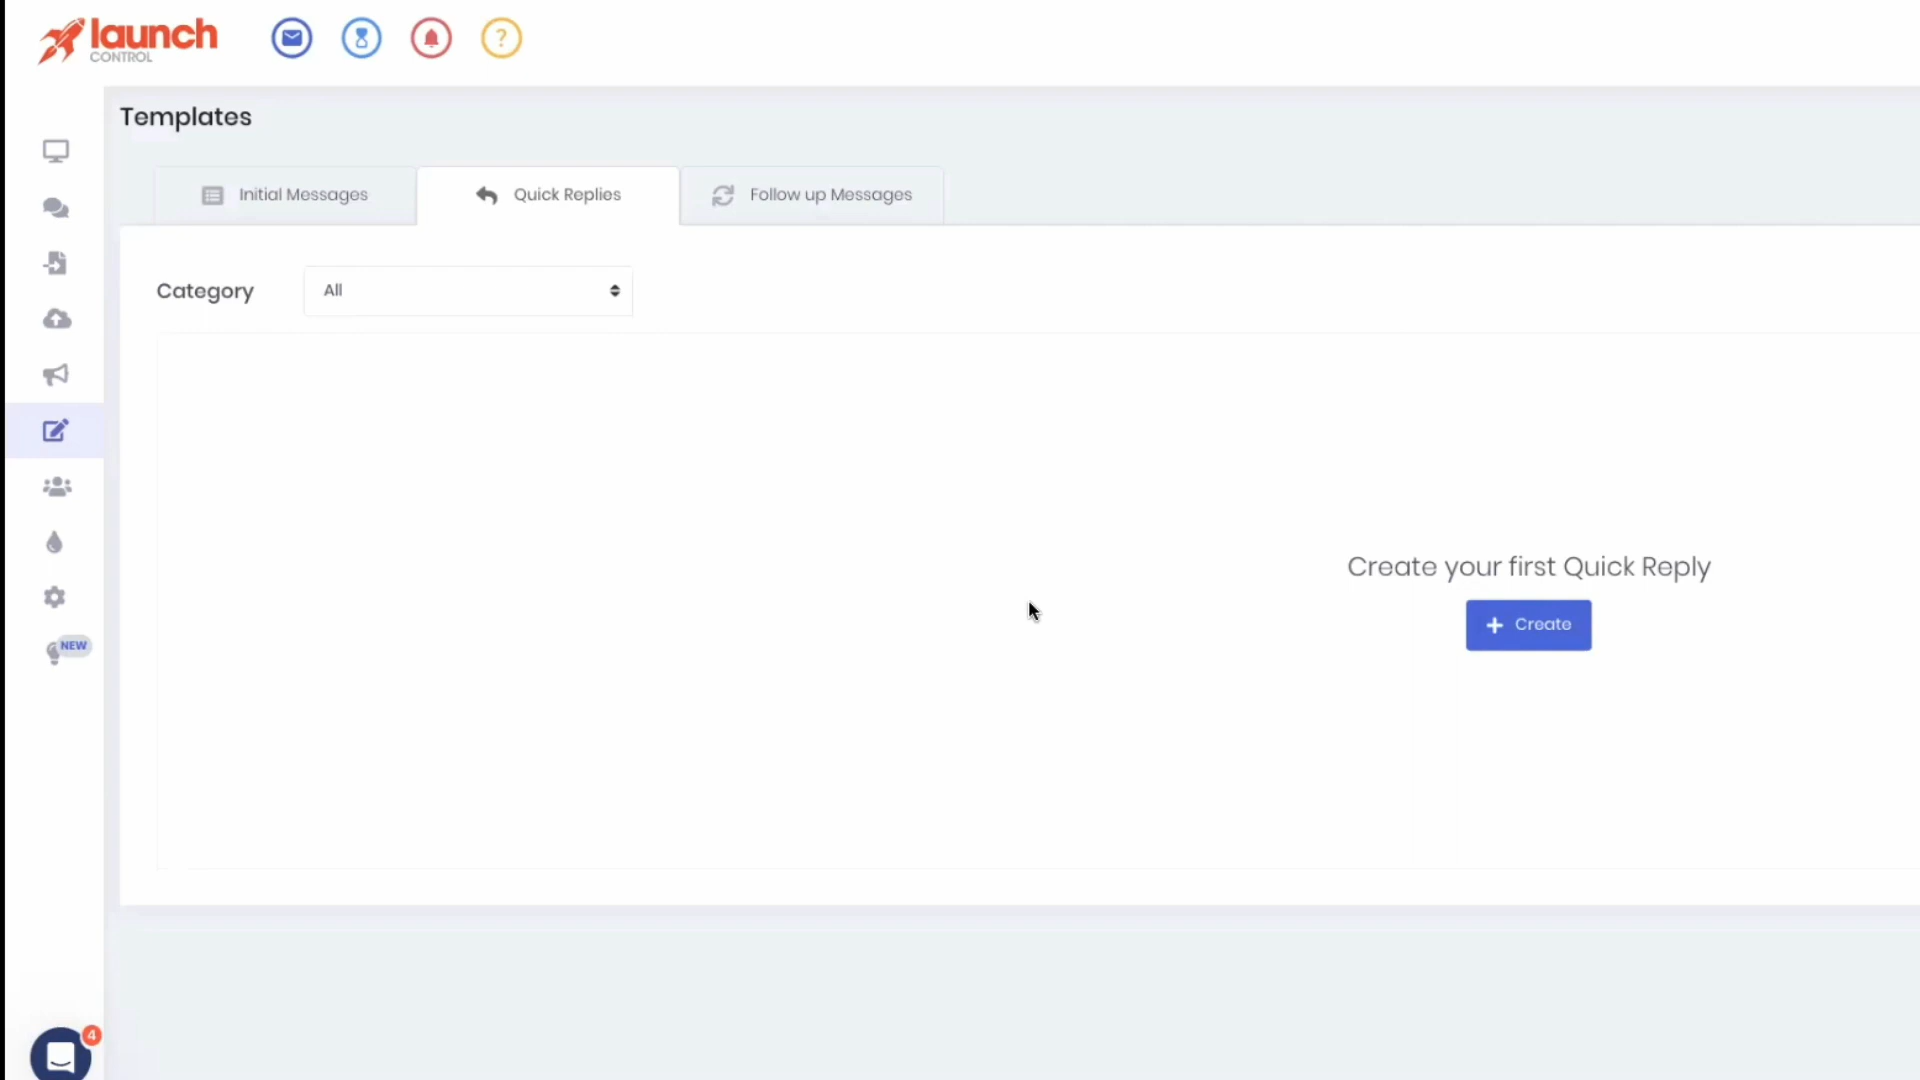 launch
CONTROL
?
Templates
Initial Messages
Quick Replies
Follow up Messages
Category
All
Create your first Quick Reply
+ Create
NEW
4